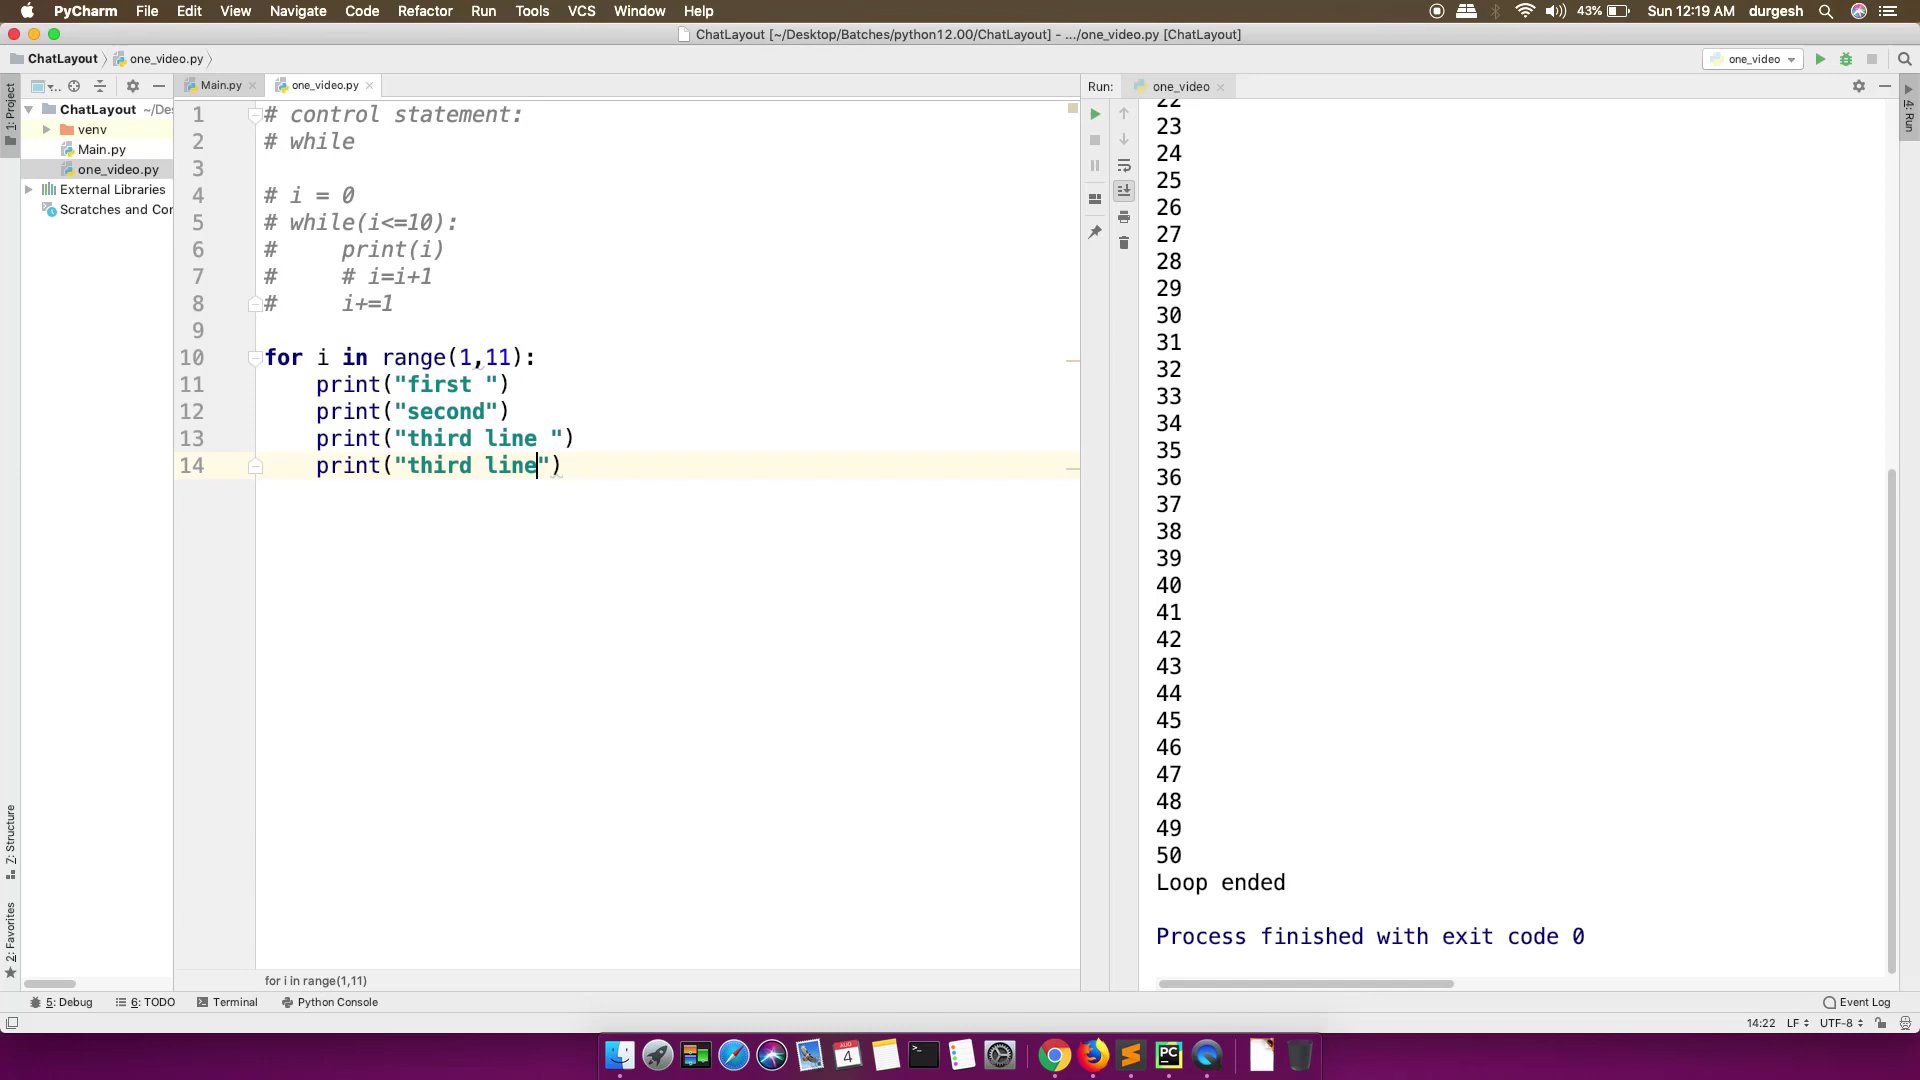 PyCharm File Edit View Navigate Code Refactor Run Tools VCS Window Help 43% Sun 12:19 AM durgesh
ChatLayout [~/Desktop/Batches/python12.00/ChatLayout] - .../one_video.py [ChatLayout]
ChatLayout one_video.py one_video
1: Project
Main.py one_video.py
Run: one_video
4: Run
ChatLayout ~/Des
venv
Main.py
one_video.py
External Libraries
Scratches and Con
1 # control statement:
2 # while
3
4 # i = 0
5 # while(i<=10):
6 #     print(i)
7 #     # i=i+1
8 #     i+=1
9
10 for i in range(1,11):
11     print("first ")
12     print("second")
13     print("third line ")
14     print("third line")
22
23
24
25
26
27
28
29
30
31
32
33
34
35
36
37
38
39
40
41
42
43
44
45
46
47
48
49
50
Loop ended
Process finished with exit code 0
Z: Structure
2: Favorites
for i in range(1,11)
5: Debug 6: TODO Terminal Python Console Event Log
14:22 LF UTF-8
AUG
4
PC